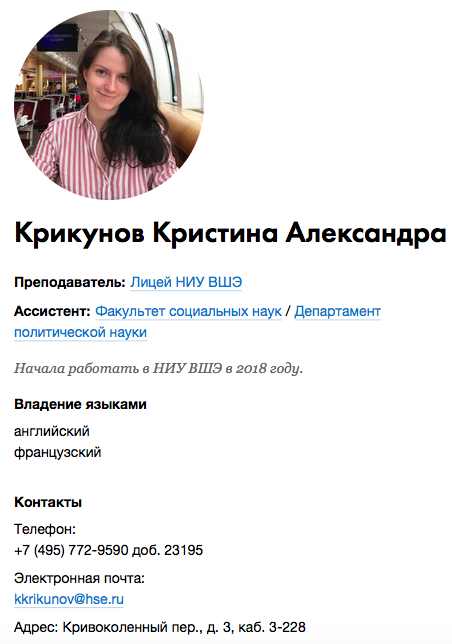 Крикунов Кристина Александра
Преподаватель: Лицей НИУ ВШЭ
Ассистент: Факультет социальных наук / Департамент
политической науки
Начала работать в НИУ ВШЭ в 2018 году.
Владение языками
английский
французский
Контакты
Телефон:
+7 (495) 772-9590 доб. 23195
Электронная почта:
kkrikunov@hse.ru
Адрес: Кривоколенный пер., д. 3, каб. 3-228